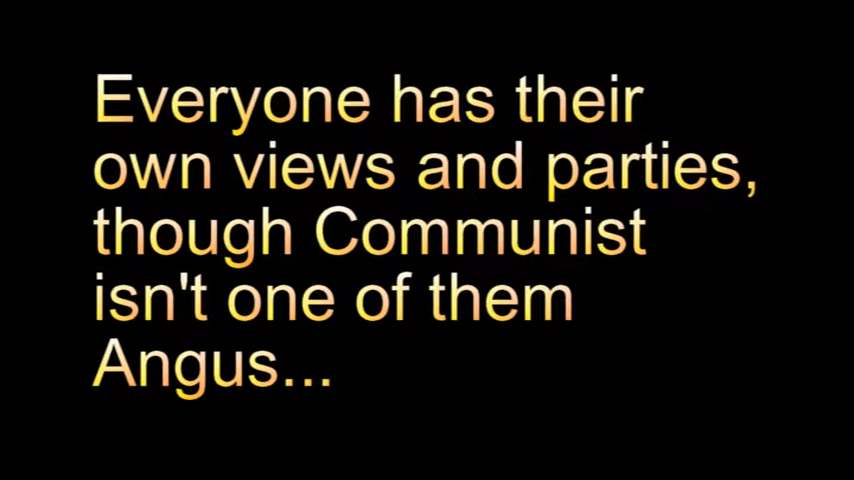 Everyone has their
own views and parties,
though Communist
isn't one of them
Angus...